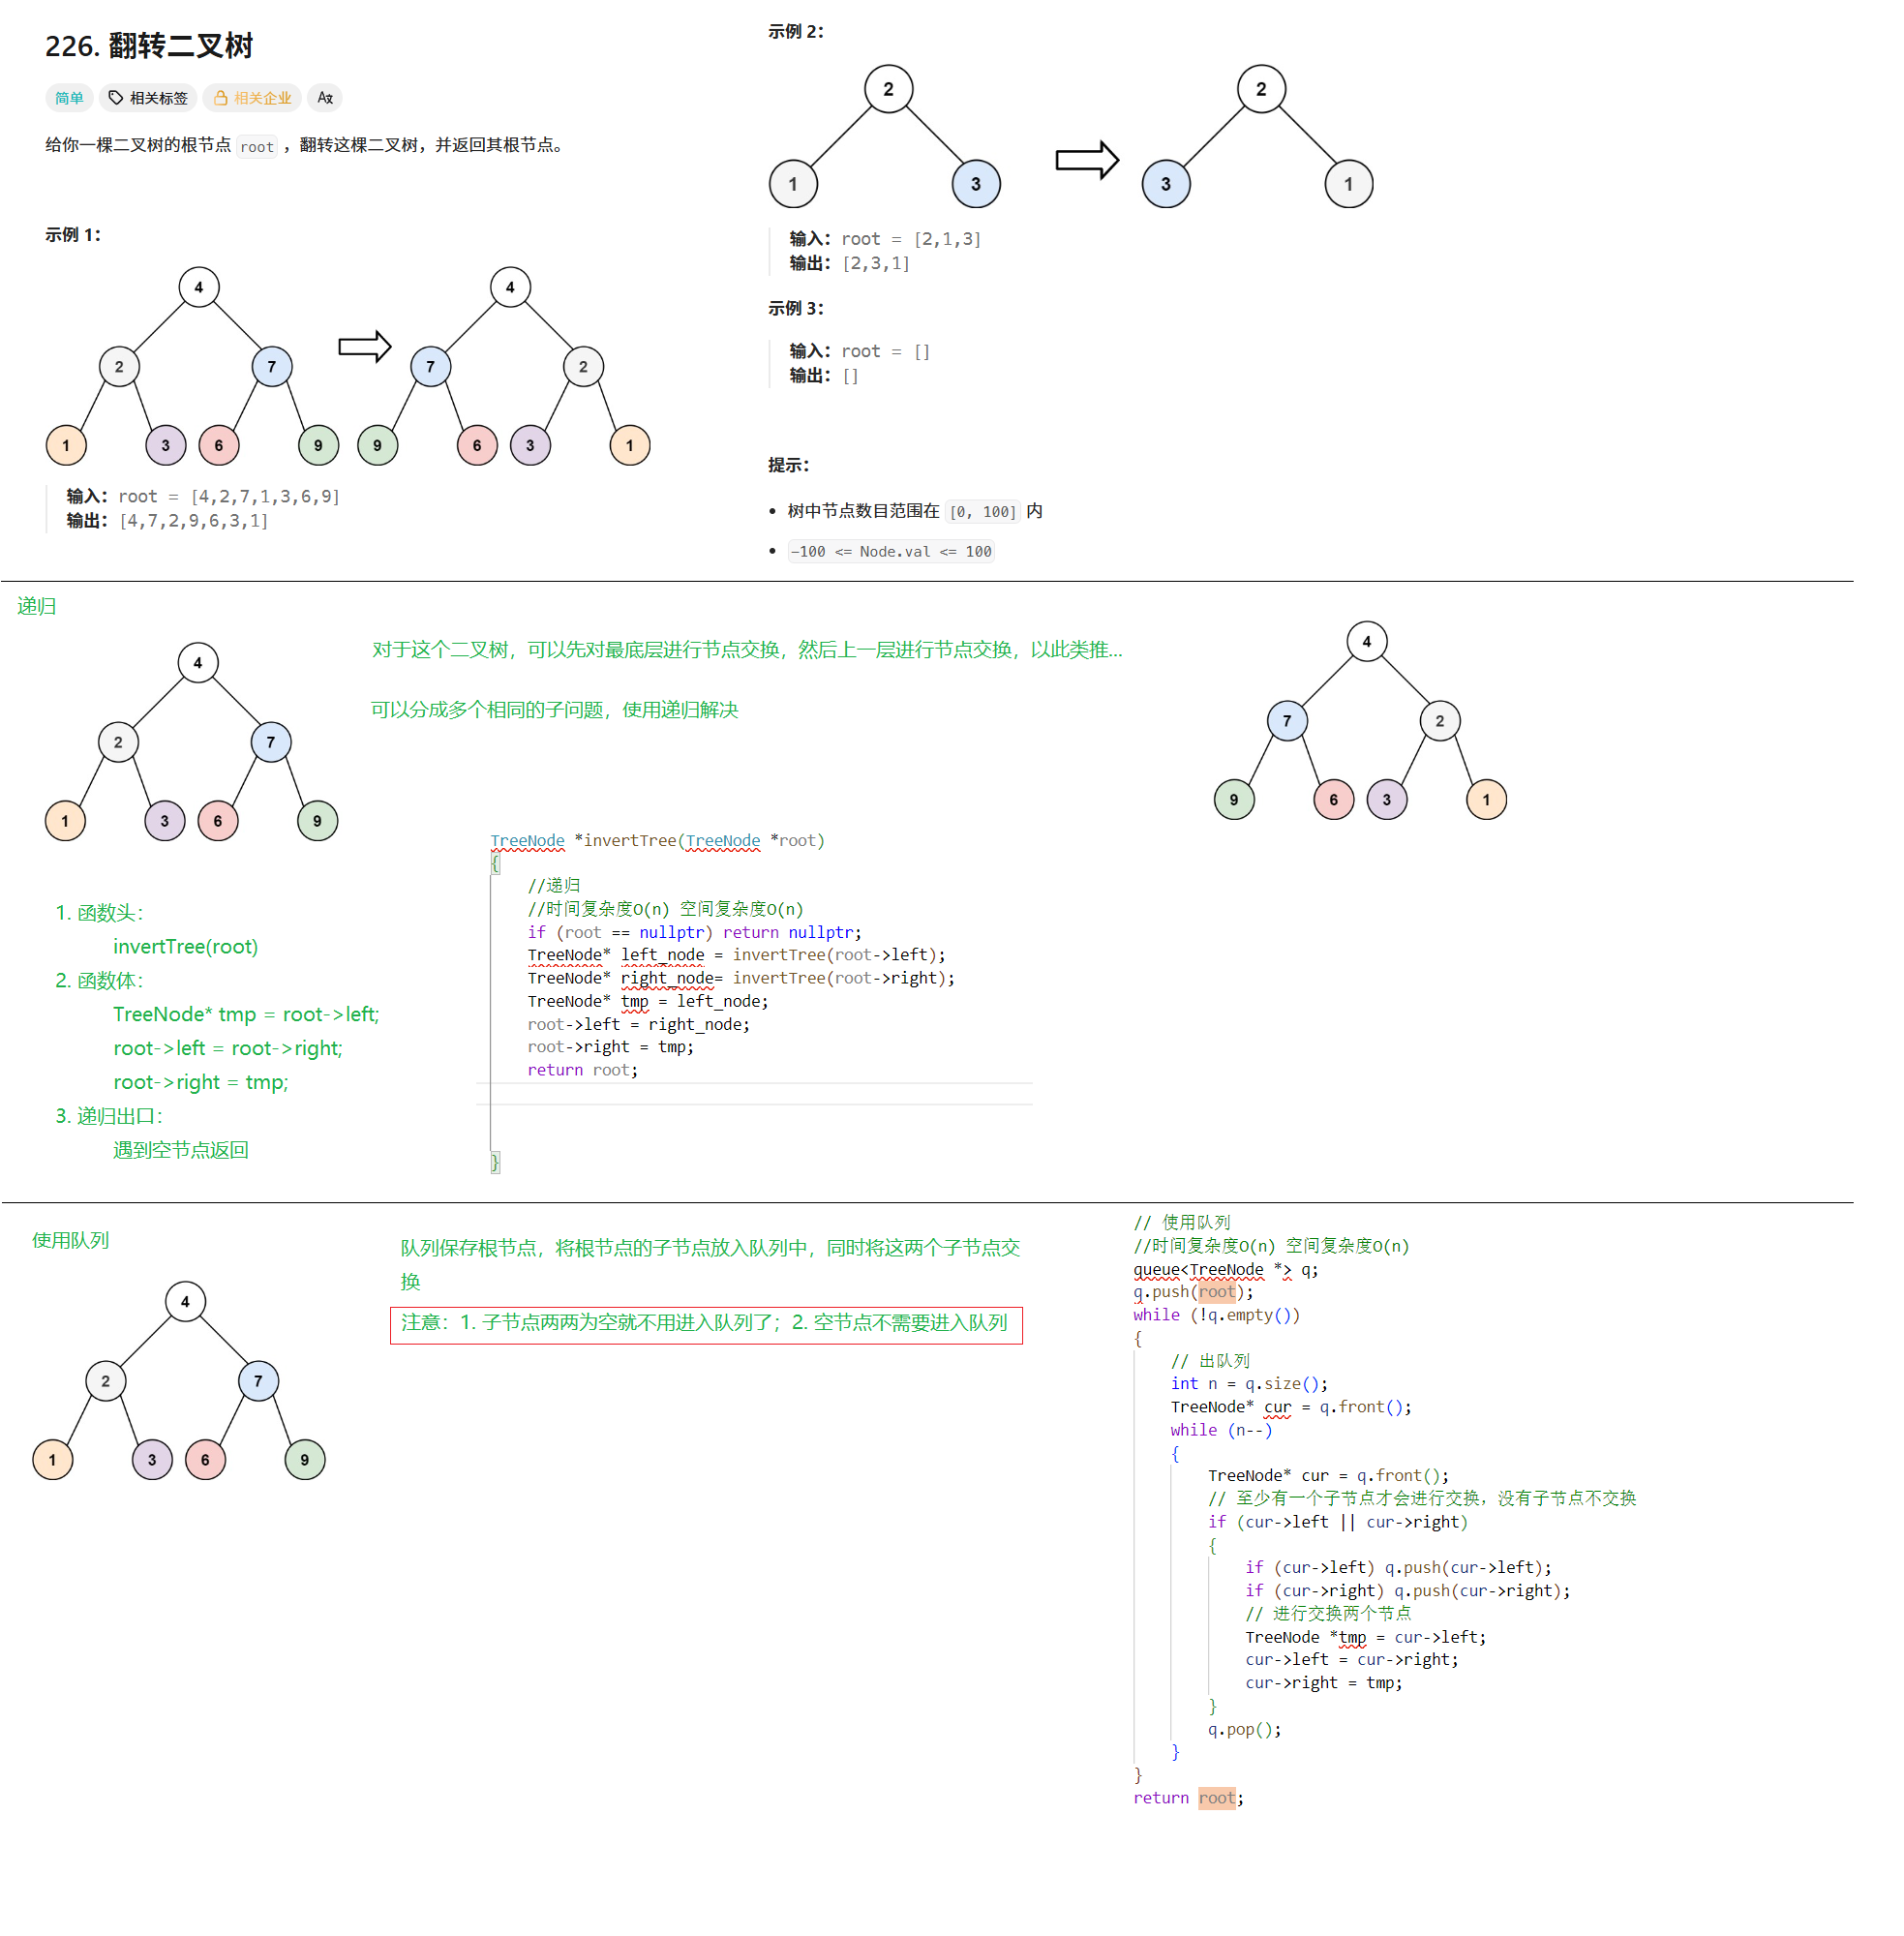 226. 翻转二叉树
简单 相关标签 相关企业
给你一棵二叉树的根节点 root ，翻转这棵二叉树，并返回其根节点。
示例 1：
4
4
2
7
7
2
1
3
6
9
9
6
3
1
输入：root = [4,2,7,1,3,6,9]
输出：[4,7,2,9,6,3,1]
示例 2：
2
2
1
3
3
1
输入：root = [2,1,3]
输出：[2,3,1]
示例 3：
输入：root = []
输出：[]
提示：
• 树中节点数目范围在 [0, 100] 内
• -100 <= Node.val <= 100
递归
4
2
7
1
3
6
9
对于这个二叉树，可以先对最底层进行节点交换，然后上一层进行节点交换，以此类推...
可以分成多个相同的子问题，使用递归解决
4
7
2
9
6
3
1
1. 函数头：
invertTree(root)
2. 函数体：
TreeNode* tmp = root->left;
root->left = root->right;
root->right = tmp;
3. 递归出口：
遇到空节点返回
TreeNode *invertTree(TreeNode *root)
{
//递归
//时间复杂度O(n) 空间复杂度O(n)
if (root == nullptr) return nullptr;
TreeNode* left_node = invertTree(root->left);
TreeNode* right_node= invertTree(root->right);
TreeNode* tmp = left_node;
root->left = right_node;
root->right = tmp;
return root;
}
使用队列
4
2
7
1
3
6
9
队列保存根节点，将根节点的子节点放入队列中，同时将这两个子节点交
换
注意：1. 子节点两两为空就不用进入队列了；2. 空节点不需要进入队列
// 使用队列
//时间复杂度O(n) 空间复杂度O(n)
queue<TreeNode *> q;
q.push(root);
while (!q.empty())
{
// 出队列
int n = q.size();
TreeNode* cur = q.front();
while (n--)
{
TreeNode* cur = q.front();
// 至少有一个子节点才会进行交换，没有子节点不交换
if (cur->left || cur->right)
{
if (cur->left) q.push(cur->left);
if (cur->right) q.push(cur->right);
// 进行交换两个节点
TreeNode *tmp = cur->left;
cur->left = cur->right;
cur->right = tmp;
}
q.pop();
}
}
return root;